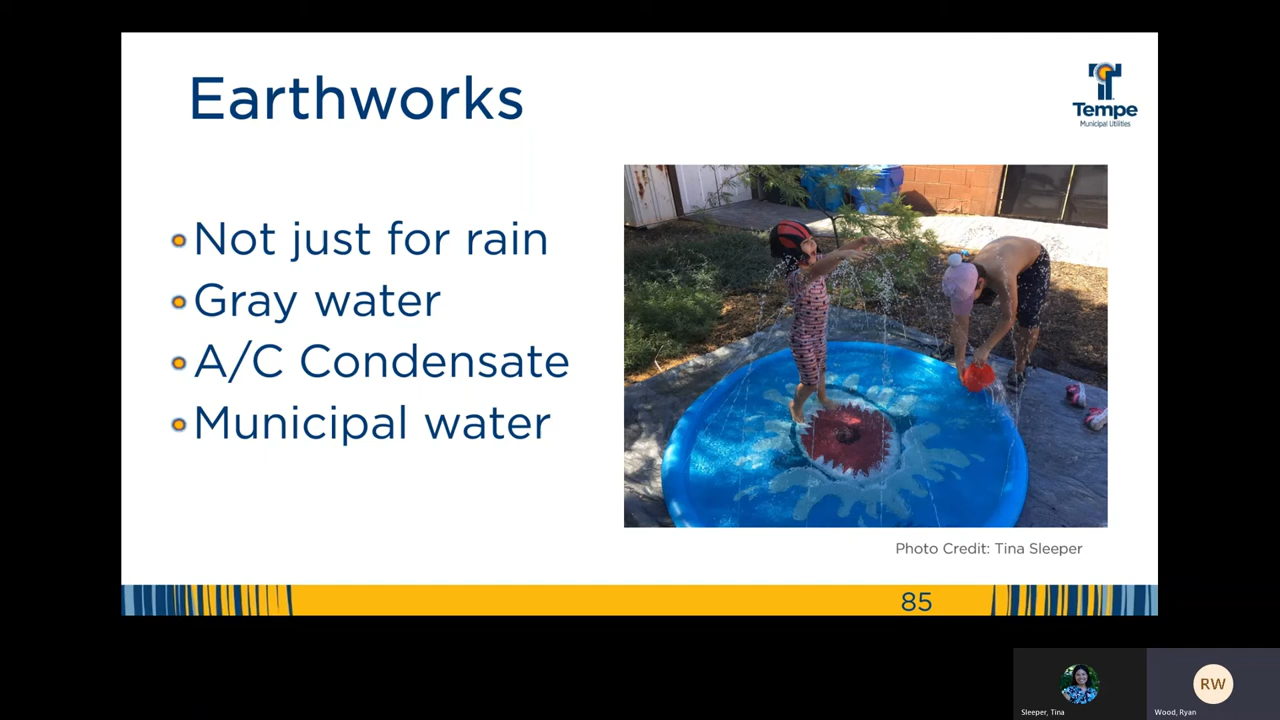 Earthworks
Tempe
Municipal Utilities
Not just for rain
Gray water
A/C Condensate
Municipal water
Photo Credit: Tina Sleeper
85
Sleeper, Tina
RW
Wood, Ryan